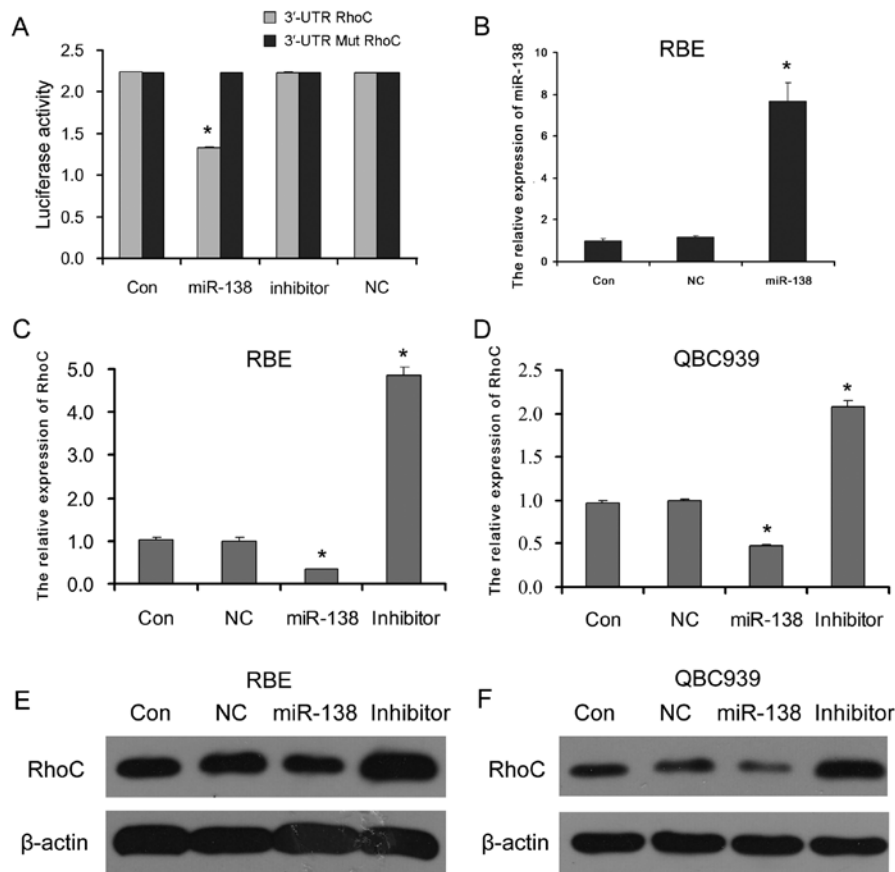 A
3′-UTR RhoC
3′-UTR Mut RhoC
Luciferase activity
2.5
2.0
1.5
1.0
0.5
0.0
*
Con miR-138 inhibitor NC
B
RBE
The relative expression of miR-138
10
8
6
4
2
0
*
Con NC miR-138
C
RBE
The relative expression of RhoC
5.0
4.0
3.0
2.0
1.0
0.0
*
*
Con NC miR-138 Inhibitor
D
QBC939
The relative expression of RhoC
2.5
2.0
1.5
1.0
0.5
0.0
*
*
Con NC miR-138 Inhibitor
E
RBE
Con NC miR-138 Inhibitor
RhoC
β-actin
F
QBC939
Con NC miR-138 Inhibitor
RhoC
β-actin